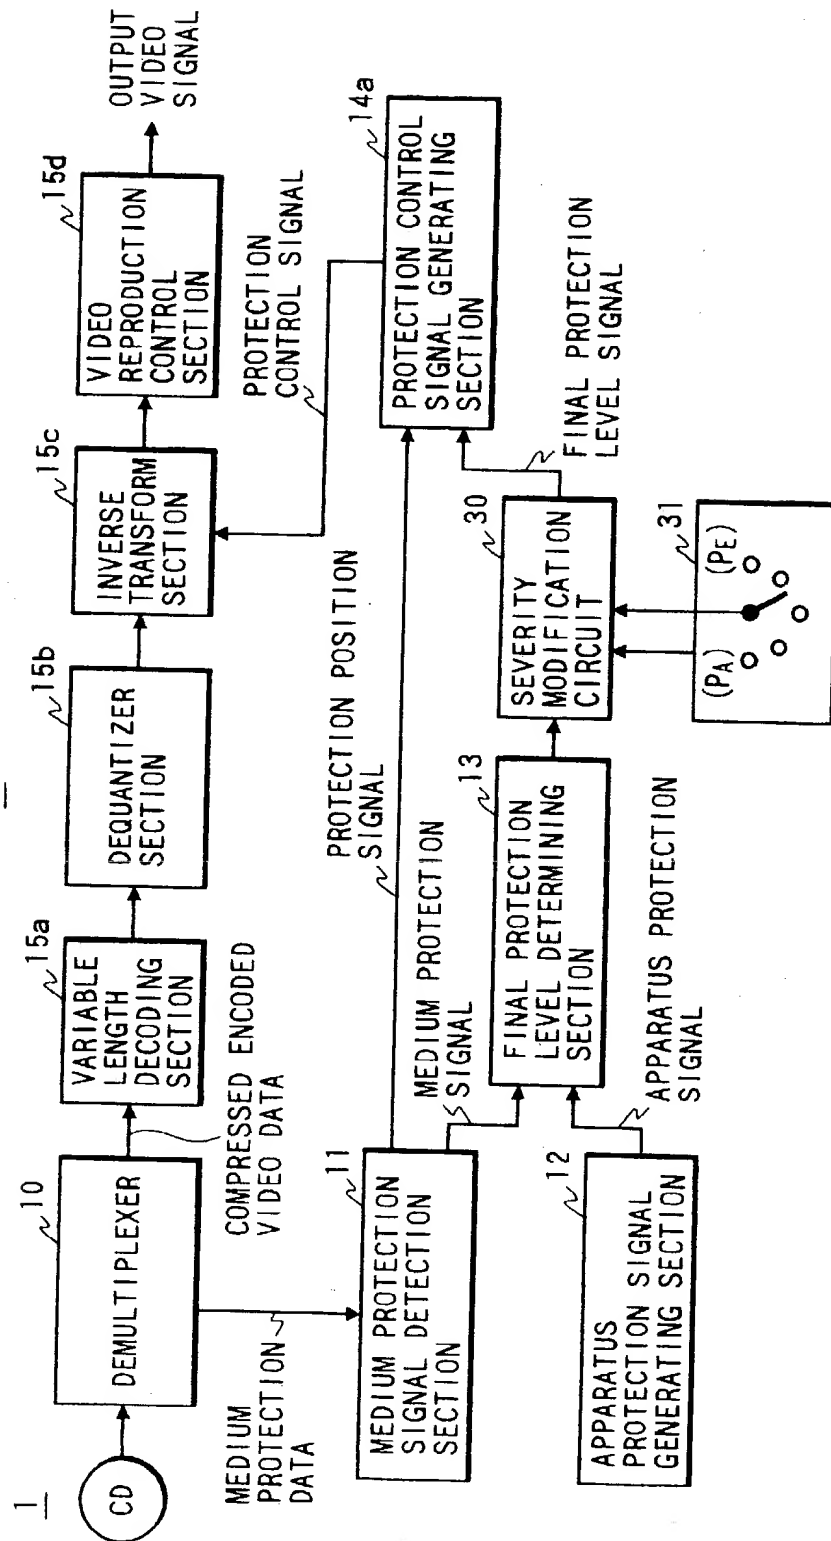 1
CD
10
DEMULTIPLEXER
COMPRESSED ENCODED
VIDEO DATA
15a
VARIABLE
LENGTH
DECODING
SECTION
15b
DEQUANTIZER
SECTION
15c
INVERSE
TRANSFORM
SECTION
15d
VIDEO
REPRODUCTION
CONTROL
SECTION
OUTPUT
VIDEO
SIGNAL
MEDIUM
PROTECTION
DATA
PROTECTION POSITION
SIGNAL
PROTECTION
CONTROL SIGNAL
11
MEDIUM PROTECTION
SIGNAL DETECTION
SECTION
MEDIUM PROTECTION
SIGNAL
14a
PROTECTION CONTROL
SIGNAL GENERATING
SECTION
13
FINAL PROTECTION
LEVEL DETERMINING
SECTION
30
SEVERITY
MODIFICATION
CIRCUIT
FINAL PROTECTION
LEVEL SIGNAL
12
APPARATUS
PROTECTION SIGNAL
GENERATING SECTION
APPARATUS PROTECTION
SIGNAL
31
(PA)
(PE)